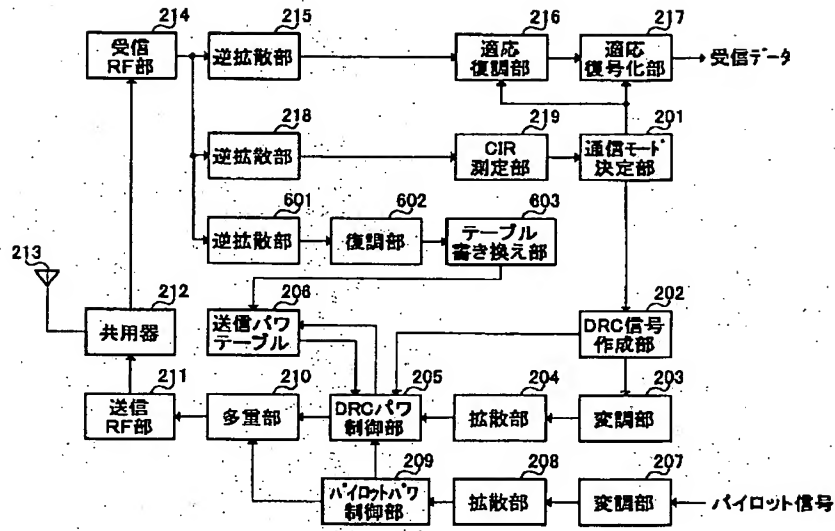 214
受信
RF部
215
逆拡散部
216
適応
復調部
217
適応
復号化部
受信データ
218
逆拡散部
219
CIR
測定部
201
通信モード
決定部
601
逆拡散部
602
復調部
603
テーブル
書き換え部
213
212
共用器
206
送信パワ
テーブル
202
DRC信号
作成部
211
送信
RF部
210
多重部
205
DRCパワ
制御部
204
拡散部
203
変調部
209
パイロットパワ
制御部
208
拡散部
207
変調部
パイロット信号